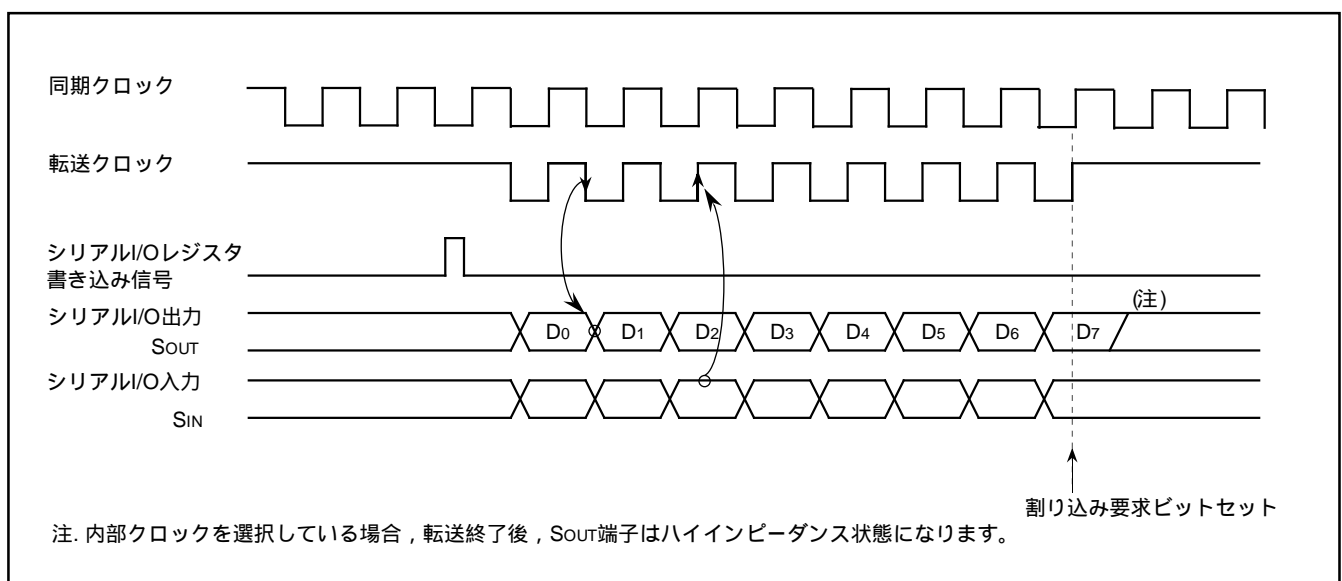 同期クロック
転送クロック
シリアルI/Oレジスタ
書き込み信号
シリアルI/O出力
(注)
D0 D1 D2 D3 D4 D5 D6 D7
SOUT
シリアルI/O入力
SIN
割り込み要求ビットセット
注. 内部クロックを選択している場合，転送終了後，SOUT端子はハイインピーダンス状態になります。